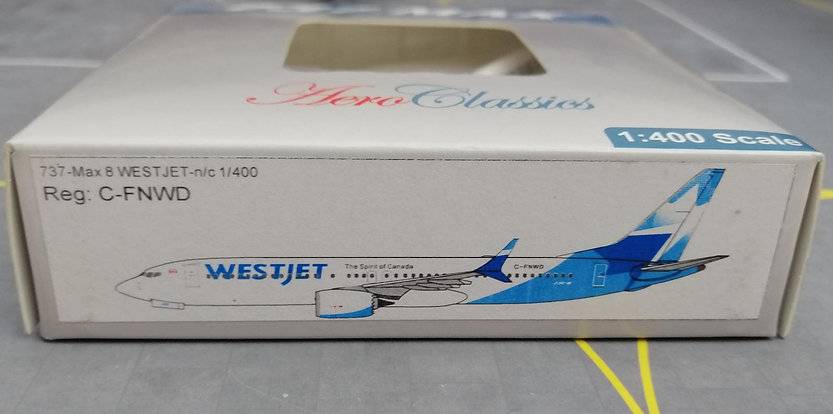 AeroClassics
1:400 Scale
737-Max 8 WESTJET-n/c 1/400
Reg: C-FNWD
WESTJET
The Spirit of Canada
C-FNWD